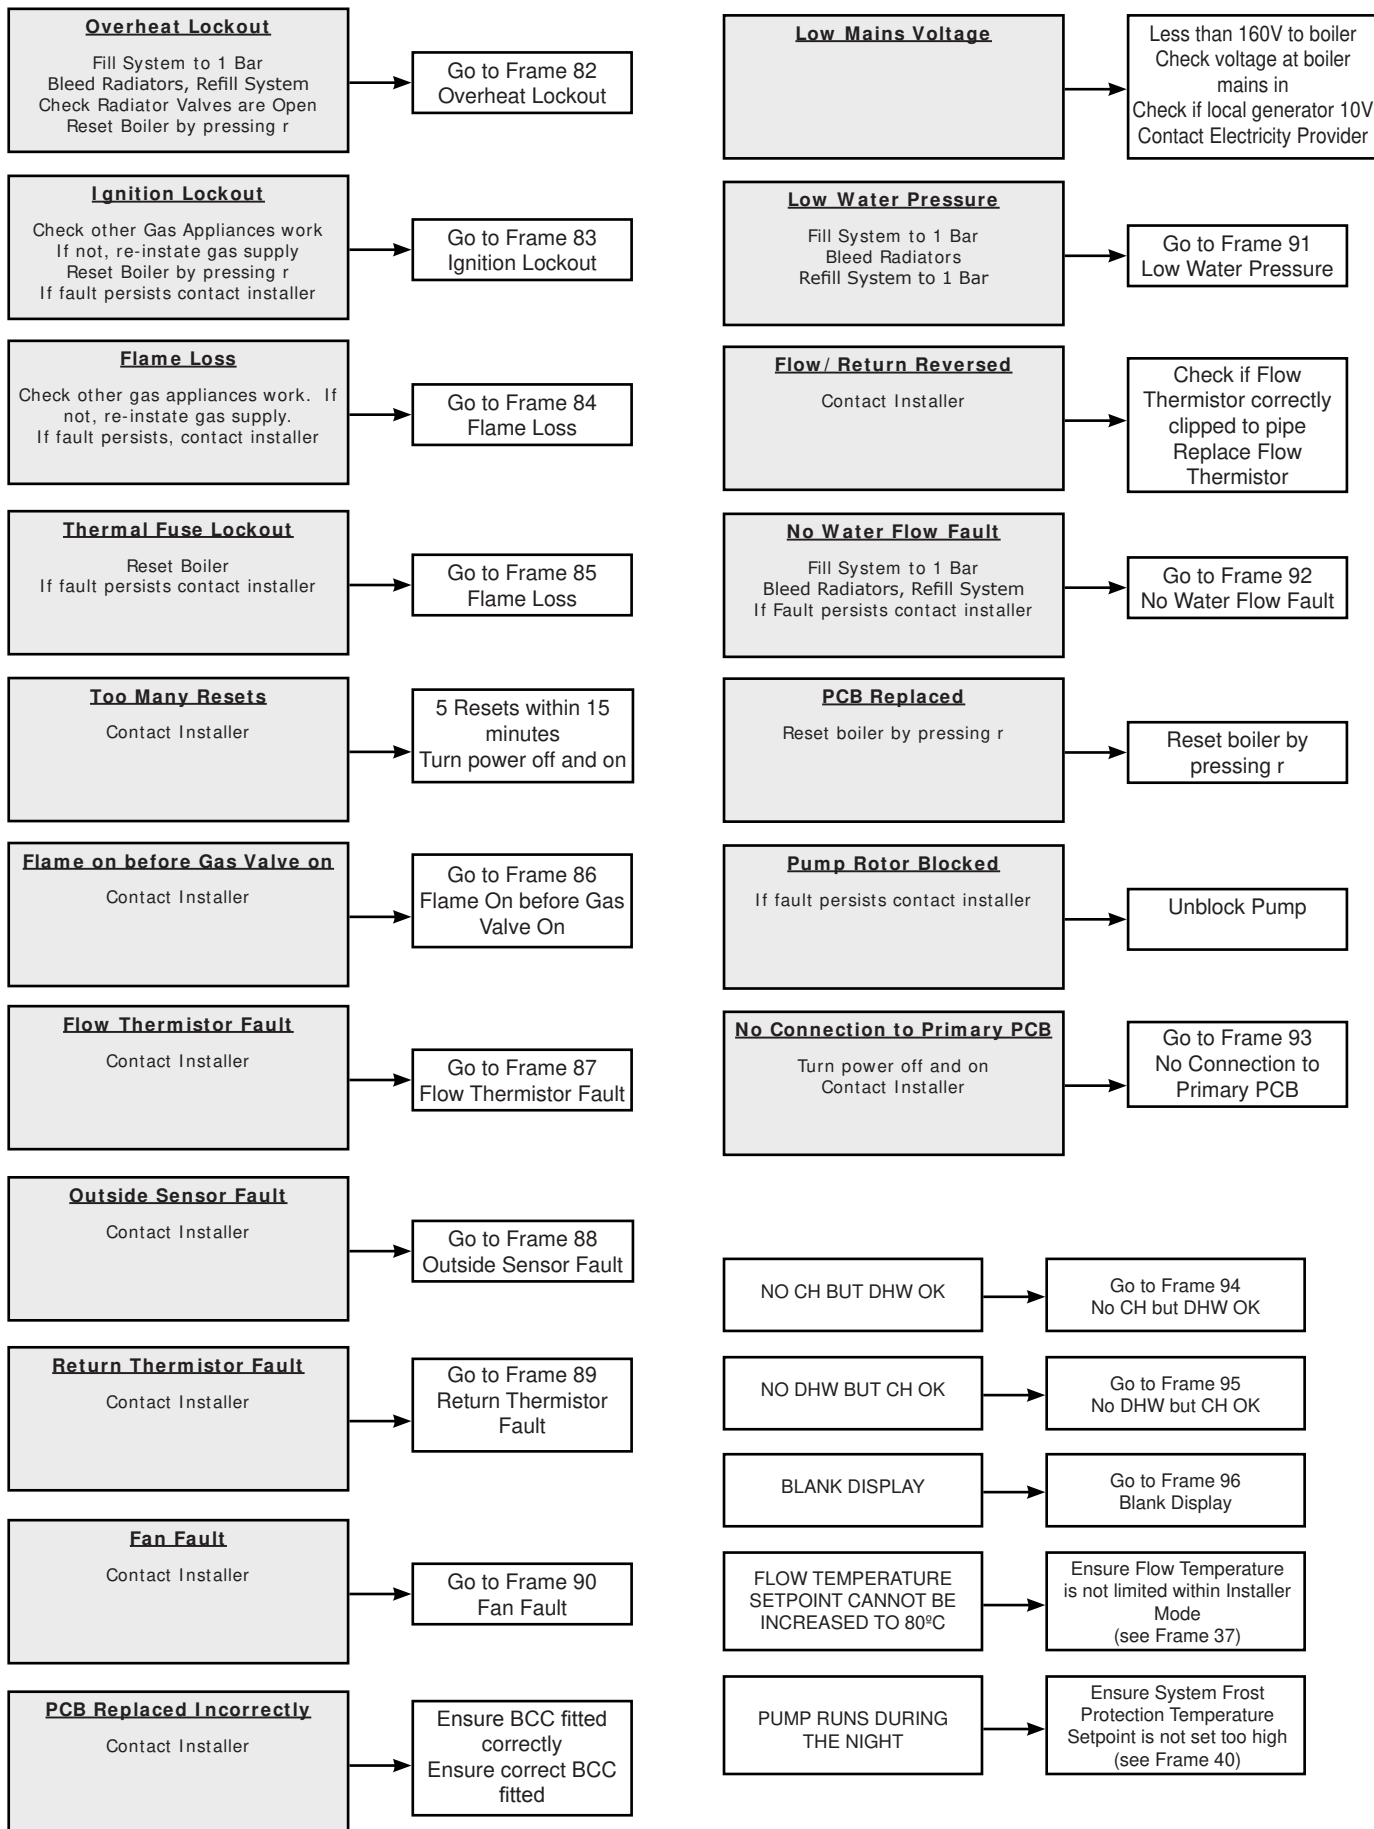 Overheat Lockout
Fill System to 1 Bar
Bleed Radiators, Refill System
Check Radiator Valves are Open
Reset Boiler by pressing r
Go to Frame 82
Overheat Lockout
Ignition Lockout
Check other Gas Appliances work
If not, re-instate gas supply
Reset Boiler by pressing r
If fault persists contact installer
Go to Frame 83
Ignition Lockout
Flame Loss
Check other gas appliances work. If
not, re-instate gas supply.
If fault persists, contact installer
Go to Frame 84
Flame Loss
Thermal Fuse Lockout
Reset Boiler
If fault persists contact installer
Go to Frame 85
Flame Loss
Too Many Resets
Contact Installer
5 Resets within 15
minutes
Turn power off and on
Flame on before Gas Valve on
Contact Installer
Go to Frame 86
Flame On before Gas
Valve On
Flow Thermistor Fault
Contact Installer
Go to Frame 87
Flow Thermistor Fault
Outside Sensor Fault
Contact Installer
Go to Frame 88
Outside Sensor Fault
Return Thermistor Fault
Contact Installer
Go to Frame 89
Return Thermistor
Fault
Fan Fault
Contact Installer
Go to Frame 90
Fan Fault
PCB Replaced Incorrectly
Contact Installer
Ensure BCC fitted
correctly
Ensure correct BCC
fitted
Low Mains Voltage
Less than 160V to boiler
Check voltage at boiler
mains in
Check if local generator 10V
Contact Electricity Provider
Low Water Pressure
Fill System to 1 Bar
Bleed Radiators
Refill System to 1 Bar
Go to Frame 91
Low Water Pressure
Flow/Return Reversed
Contact Installer
Check if Flow
Thermistor correctly
clipped to pipe
Replace Flow
Thermistor
No Water Flow Fault
Fill System to 1 Bar
Bleed Radiators, Refill System
If Fault persists contact installer
Go to Frame 92
No Water Flow Fault
PCB Replaced
Reset boiler by pressing r
Reset boiler by
pressing r
Pump Rotor Blocked
If fault persists contact installer
Unblock Pump
No Connection to Primary PCB
Turn power off and on
Contact Installer
Go to Frame 93
No Connection to
Primary PCB
NO CH BUT DHW OK
Go to Frame 94
No CH but DHW OK
NO DHW BUT CH OK
Go to Frame 95
No DHW but CH OK
BLANK DISPLAY
Go to Frame 96
Blank Display
FLOW TEMPERATURE
SETPOINT CANNOT BE
INCREASED TO 80ºC
Ensure Flow Temperature
is not limited within Installer
Mode
(see Frame 37)
PUMP RUNS DURING
THE NIGHT
Ensure System Frost
Protection Temperature
Setpoint is not set too high
(see Frame 40)